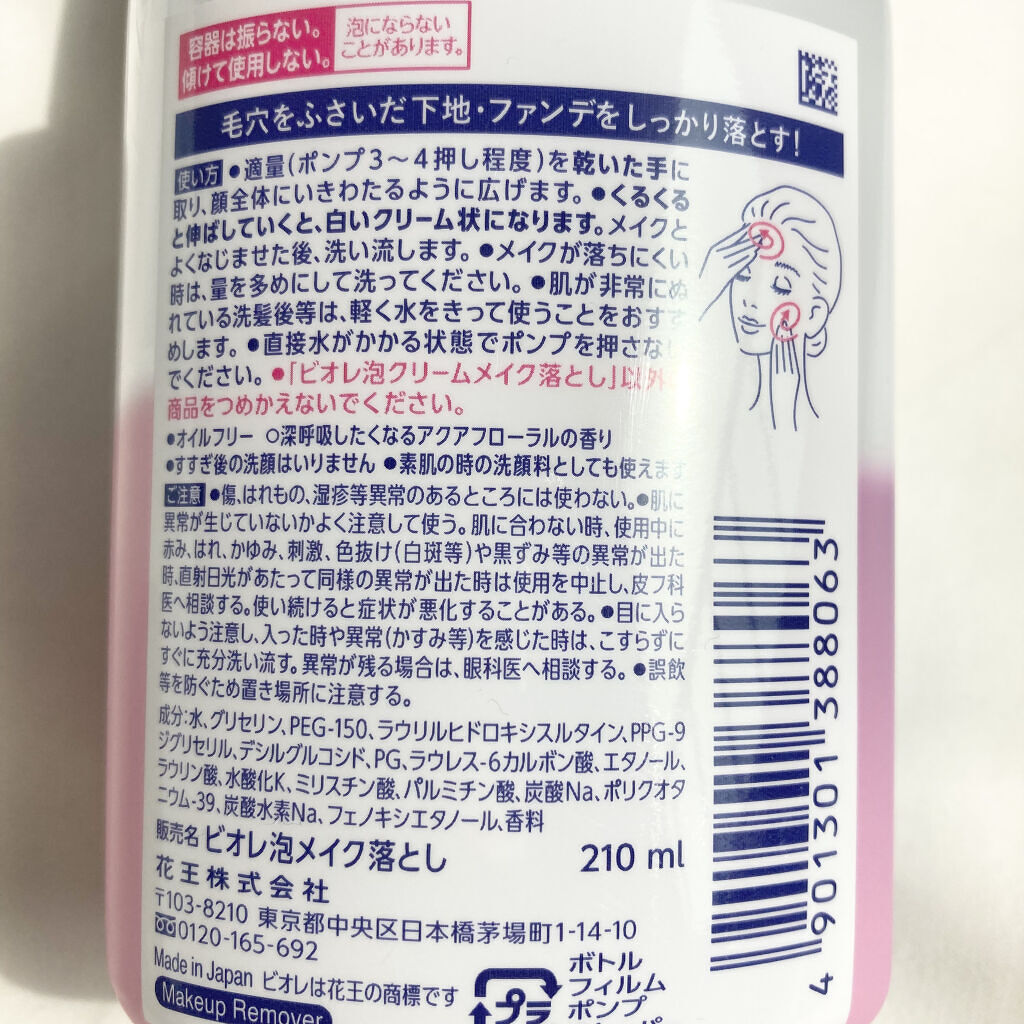 容器は振らない。
傾けて使用しない。
泡にならない
ことがあります。
毛穴をふさいだ下地・ファンデをしっかり落とす!
使い方 ●適量(ポンプ3〜4押し程度)を乾いた手に
取り、顔全体にいきわたるように広げます。●くるくる
と伸ばしていくと、白いクリーム状になります。メイクと
よくなじませた後、洗い流します。●メイクが落ちにくい
時は、量を多めにして洗ってください。●肌が非常にぬ
れている洗髪後等は、軽く水をきって使うことをおすす
めします。●直接水がかかる状態でポンプを押さない
でください。●「ビオレ泡クリームメイク落とし」以外
商品をつめかえないでください。
●オイルフリー ○深呼吸したくなるアクアフローラルの香り
●すすぎ後の洗顔はいりません ●素肌の時の洗顔料としても使えます
ご注意 ●傷、はれもの、湿疹等異常のあるところには使わない。●肌に
異常が生じていないかよく注意して使う。肌に合わない時、使用中に
赤み、はれ、かゆみ、刺激、色抜け(白斑等)や黒ずみ等の異常が出た
時、直射日光があたって同様の異常が出た時は使用を中止し、皮フ科
医へ相談する。使い続けると症状が悪化することがある。●目に入ら
ないよう注意し、入った時や異常(かすみ等)を感じた時は、こすらずに
すぐに充分洗い流す。異常が残る場合は、眼科医へ相談する。●誤飲
等を防ぐため置き場所に注意する。
成分:水、グリセリン、PEG-150、ラウリルヒドロキシスルタイン、PPG-9
ジグリセリル、デシルグルコシド、PG、ラウレス-6カルボン酸、エタノール、
ラウリン酸、水酸化K、ミリスチン酸、パルミチン酸、炭酸Na、ポリクオタ
ニウム-39、炭酸水素Na、フェノキシエタノール、香料
販売名 ビオレ泡メイク落とし 210 ml
花王株式会社
〒103-8210 東京都中央区日本橋茅場町1-14-10
0120-165-692
Made in Japan ビオレは花王の商標です
Makeup Remover
プラ
ボトル
フィルム
ポンプ
4901301388063